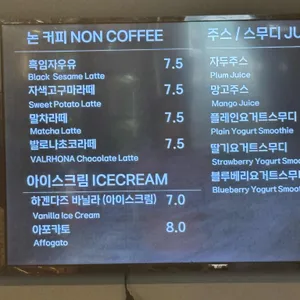 논 커피 NON COFFEE
흑임자우유 7.5
Black Sesame Latte
자색고구마라떼 7.5
Sweet Potato Latte
말차라떼 7.5
Matcha Latte
발로나초코라떼 7.5
VALRHONA Chocolate Latte
아이스크림 ICECREAM
하겐다즈 바닐라 (아이스크림) 7.0
Vanilla Ice Cream
아포카토 8.0
Affogato
주스 / 스무디 JU
자두주스
Plum Juice
망고주스
Mango Juice
플레인요거트스무디
Plain Yogurt Smoothie
딸기요거트스무디
Strawberry Yogurt Smoo
블루베리요거트스무디
Blueberry Yogurt Smoo